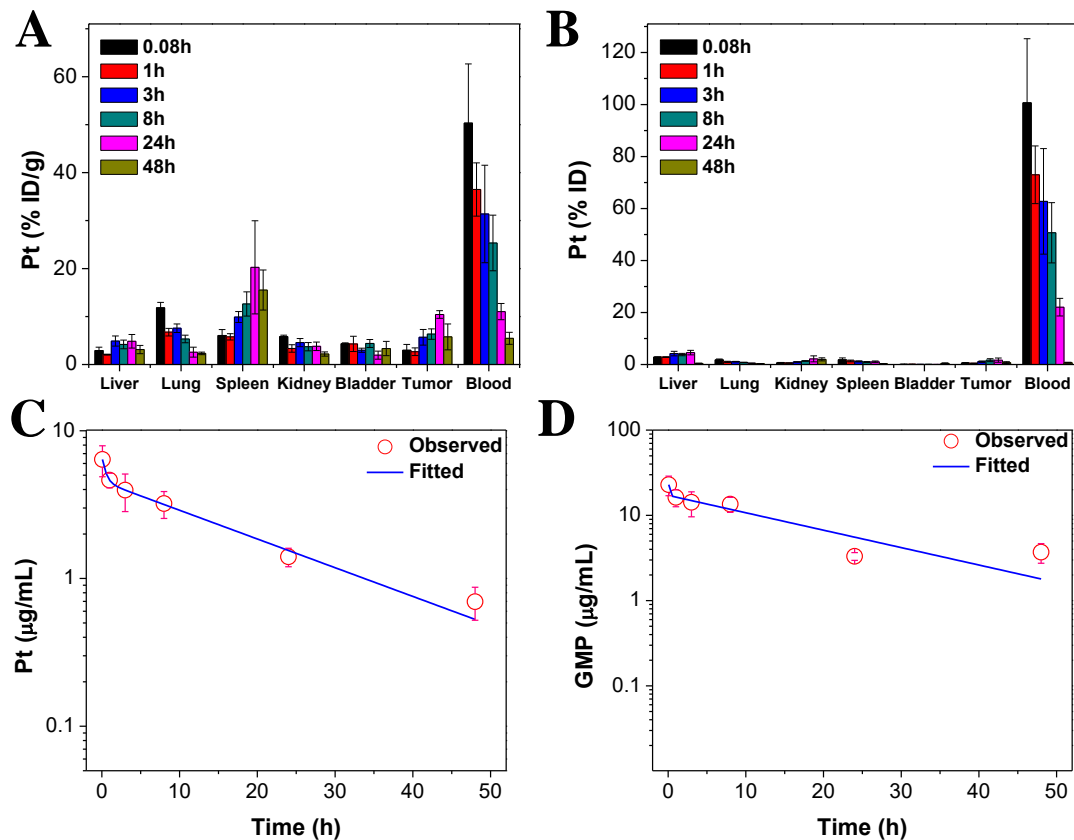 A
0.08h
1h
3h
8h
24h
48h
Pt (% ID/g)
60
40
20
0
Liver Lung Spleen Kidney Bladder Tumor Blood
B
0.08h
1h
3h
8h
24h
48h
Pt (% ID)
120
100
80
60
40
20
0
Liver Lung Kidney Spleen Bladder Tumor Blood
C
Observed
Fitted
Pt (μg/mL)
10
1
0.1
0 10 20 30 40 50
Time (h)
D
Observed
Fitted
GMP (μg/mL)
100
10
1
0.1
0 10 20 30 40 50
Time (h)